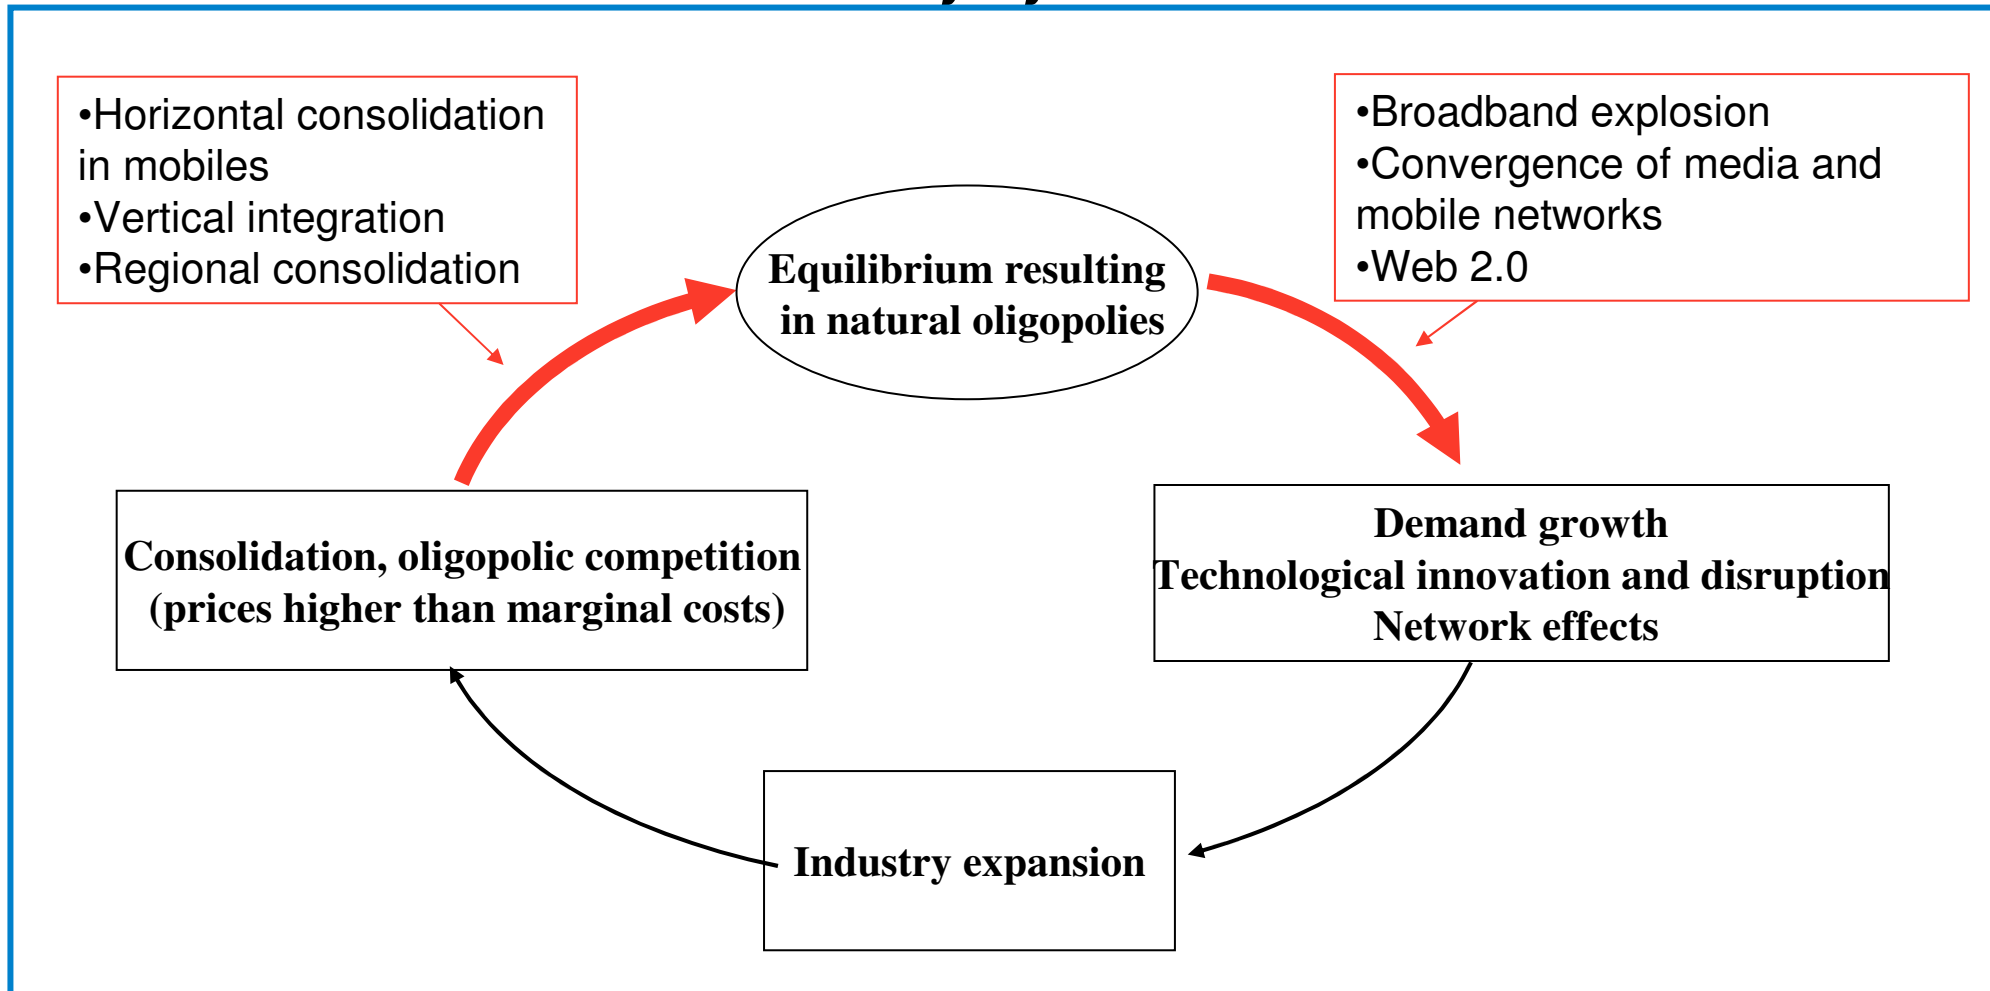 •Horizontal consolidation
in mobiles
•Vertical integration
•Regional consolidation
•Broadband explosion
•Convergence of media and
mobile networks
•Web 2.0
Equilibrium resulting
in natural oligopolies
Consolidation, oligopolic competition
(prices higher than marginal costs)
Demand growth
Technological innovation and disruption
Network effects
Industry expansion